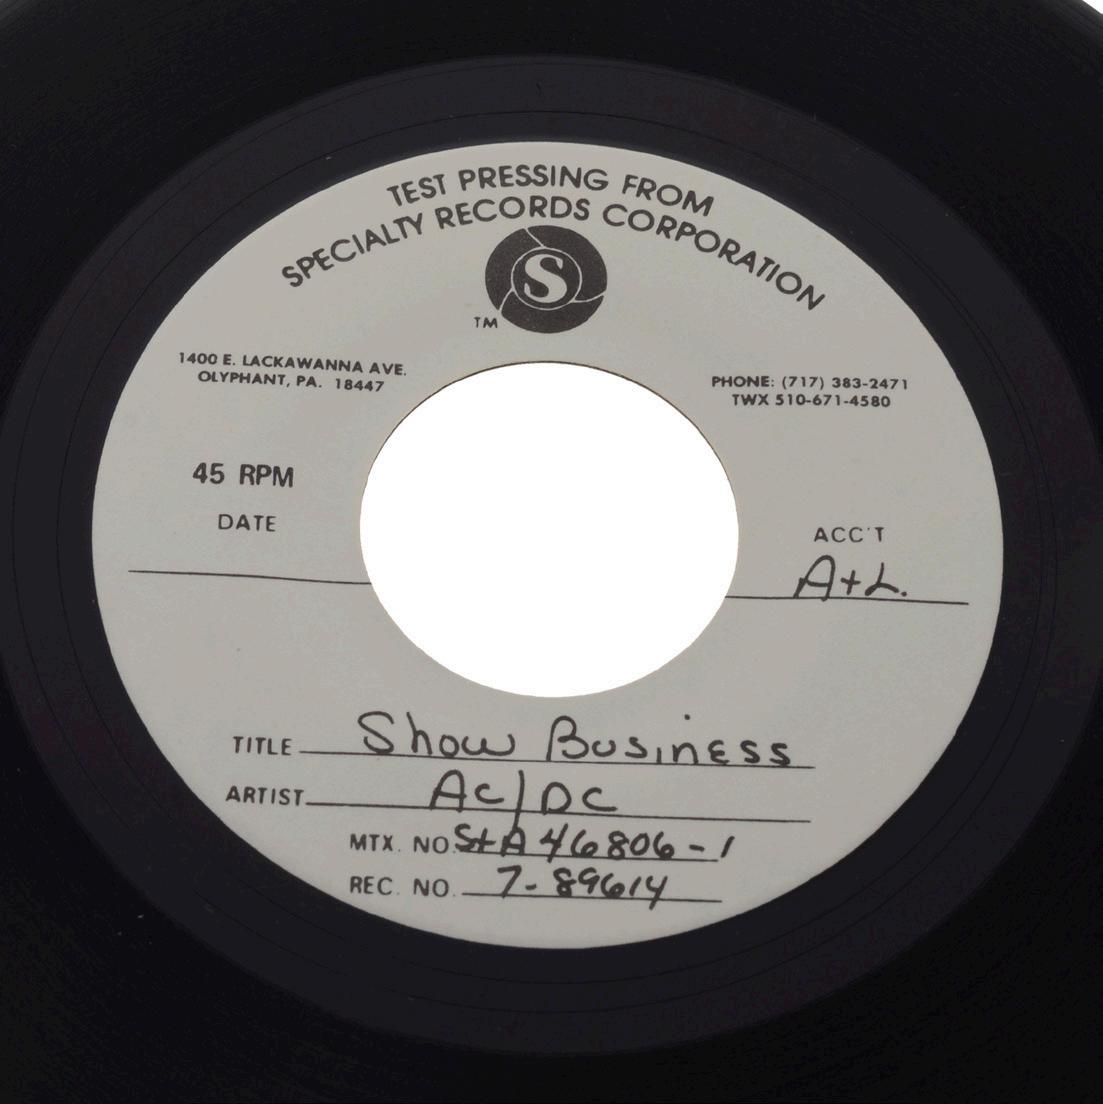 TEST PRESSING FROM
SPECIALTY RECORDS CORPORATION
S
TM
1400 E. LACKAWANNA AVE.
OLYPHANT, PA. 18447
PHONE: (717) 383-2471
TWX 510-671-4580
45 RPM
DATE
ACC'T
A+L.
TITLE Show Business
ARTIST AC/DC
MTX. NO. StA 46806-1
REC. NO. 7-89614